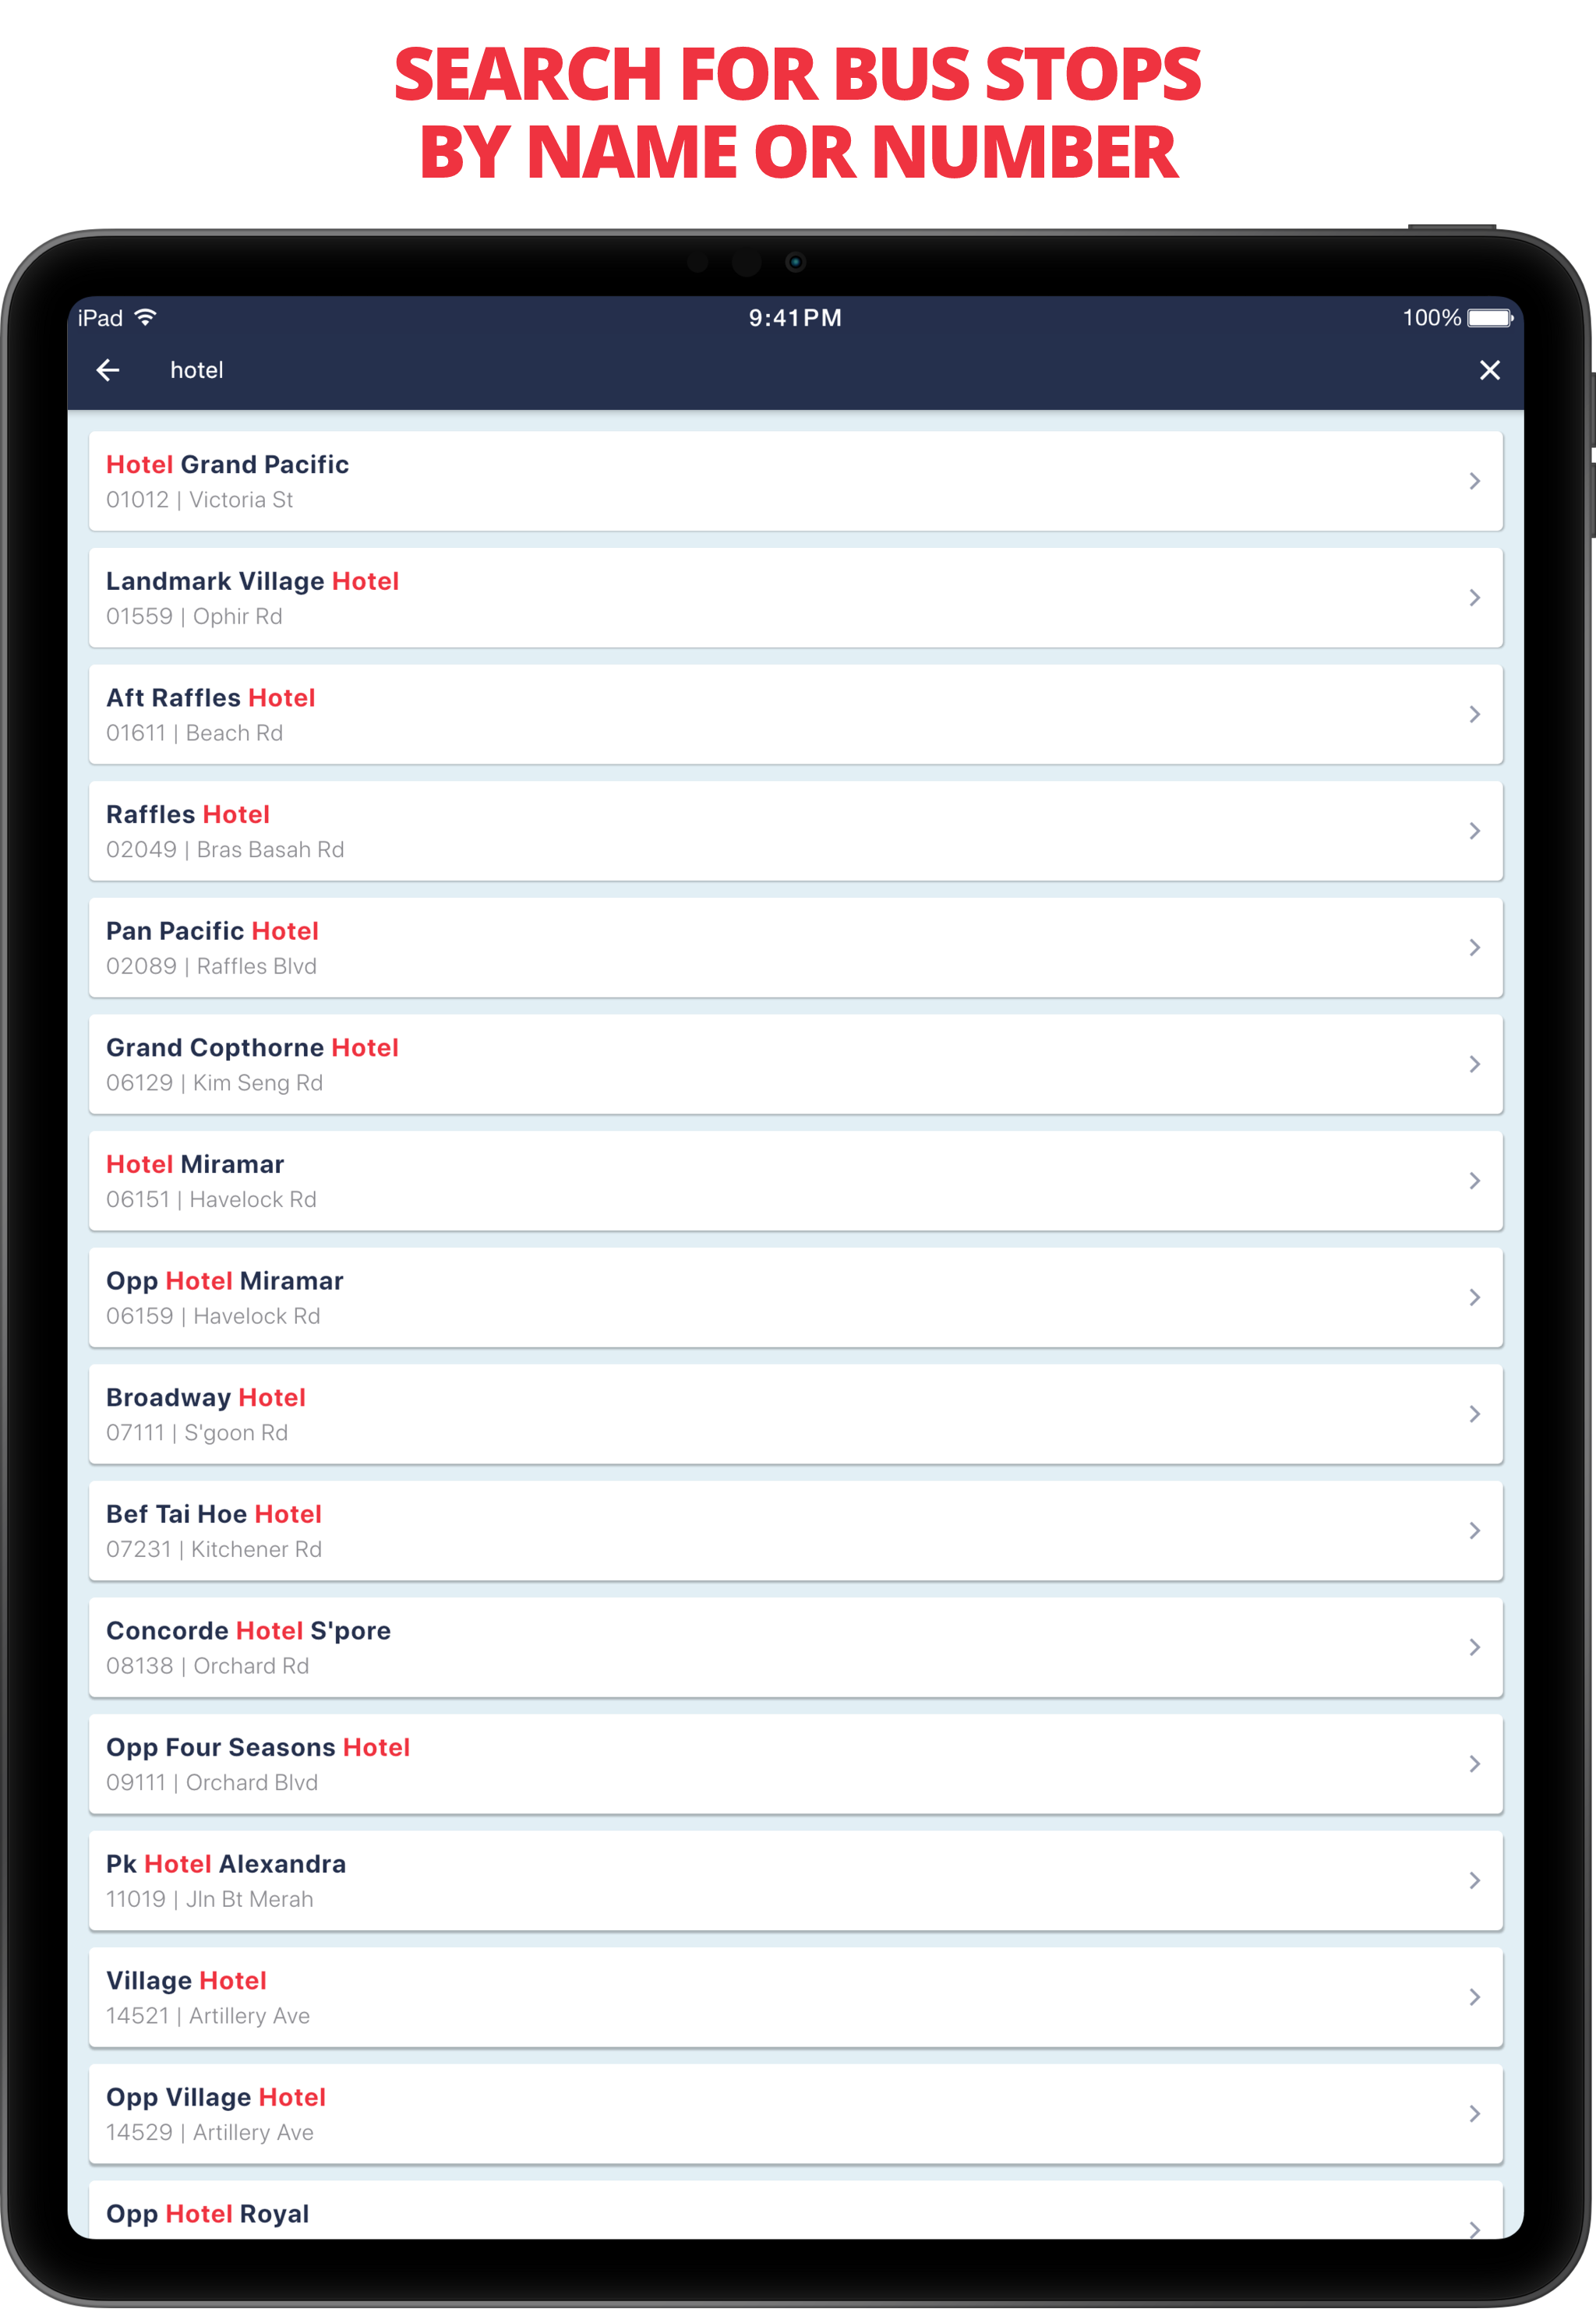 SEARCH FOR BUS STOPS
BY NAME OR NUMBER
iPad 9:41PM 100%
hotel
Hotel Grand Pacific
01012 | Victoria St
Landmark Village Hotel
01559 | Ophir Rd
Aft Raffles Hotel
01611 | Beach Rd
Raffles Hotel
02049 | Bras Basah Rd
Pan Pacific Hotel
02089 | Raffles Blvd
Grand Copthorne Hotel
06129 | Kim Seng Rd
Hotel Miramar
06151 | Havelock Rd
Opp Hotel Miramar
06159 | Havelock Rd
Broadway Hotel
07111 | S'goon Rd
Bef Tai Hoe Hotel
07231 | Kitchener Rd
Concorde Hotel S'pore
08138 | Orchard Rd
Opp Four Seasons Hotel
09111 | Orchard Blvd
Pk Hotel Alexandra
11019 | Jln Bt Merah
Village Hotel
14521 | Artillery Ave
Opp Village Hotel
14529 | Artillery Ave
Opp Hotel Royal